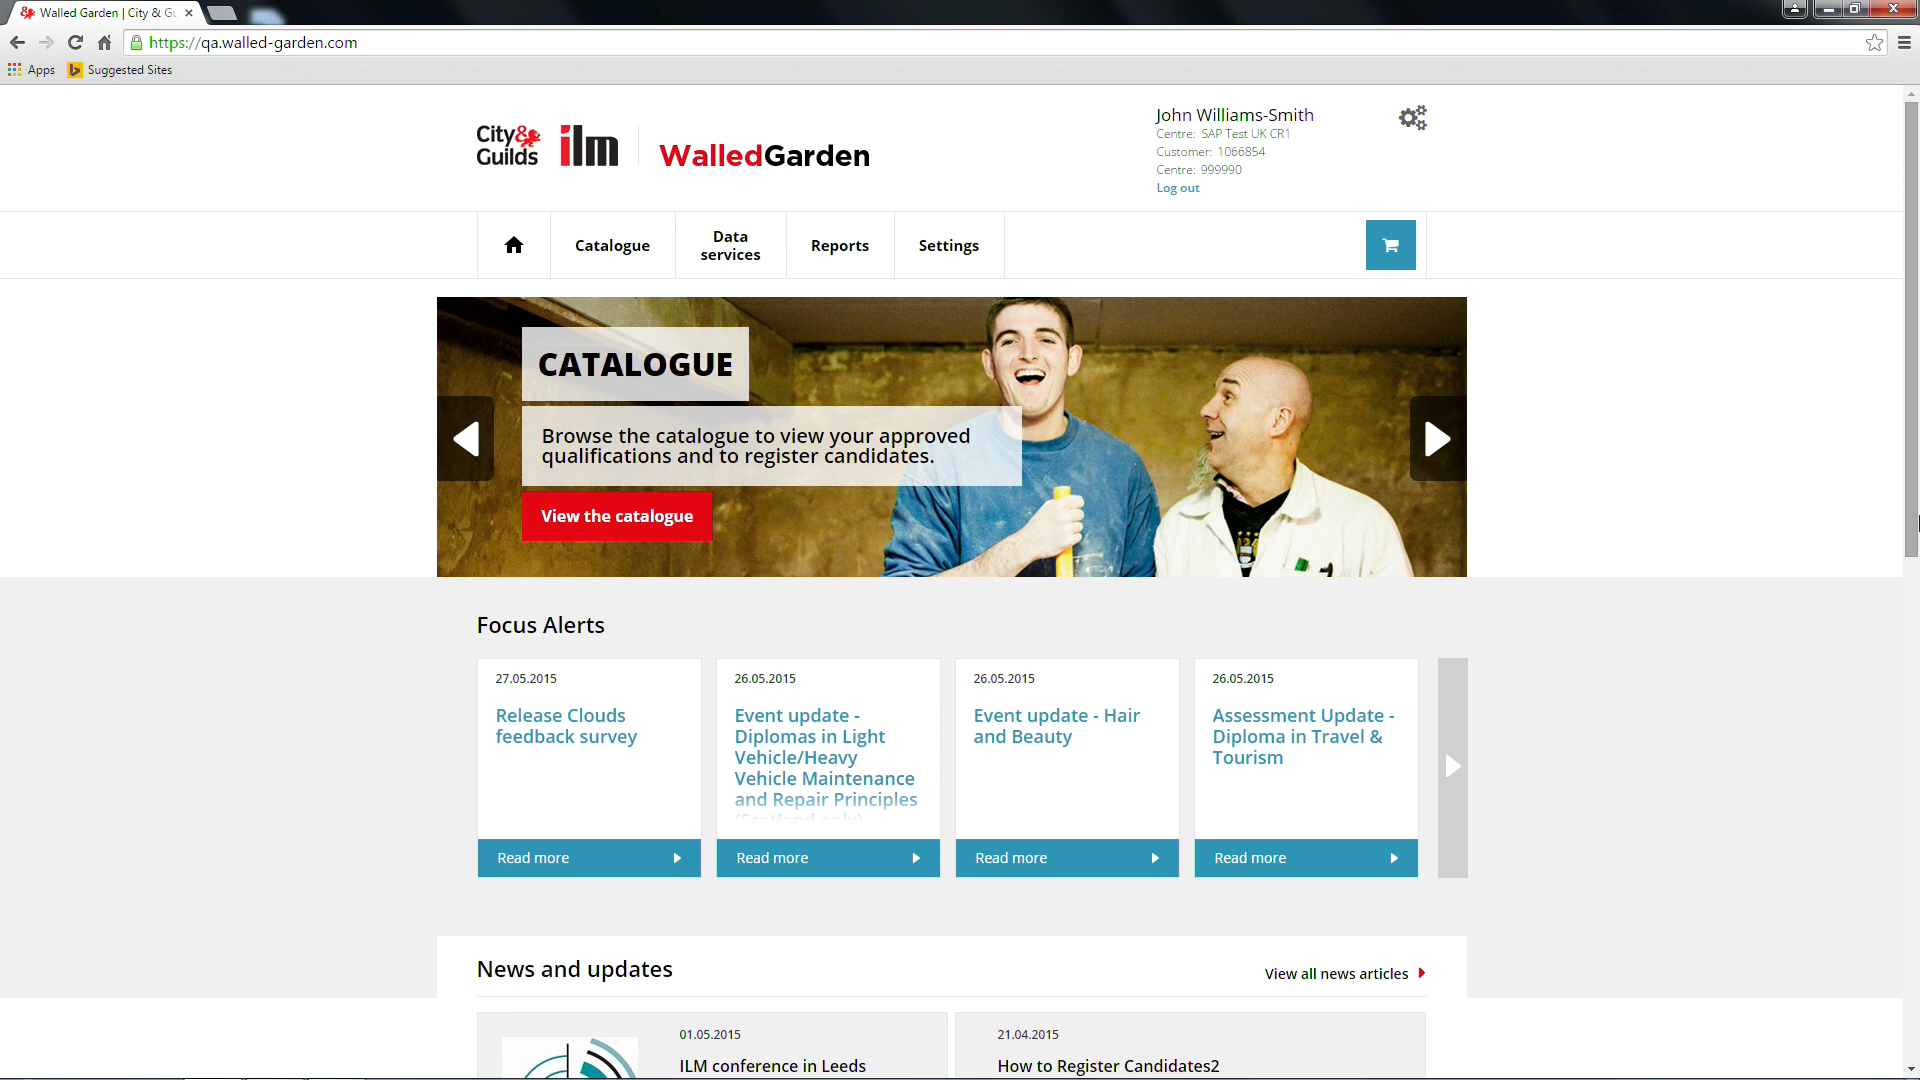 Walled Garden | City & Gu
https://qa.walled-garden.com
Apps
Suggested Sites
City&
Guilds
ilm
WalledGarden
John Williams-Smith
Centre: SAP Test UK CR1
Customer: 1066854
Centre: 999990
Log out
Catalogue
Data
services
Reports
Settings
CATALOGUE
Browse the catalogue to view your approved
qualifications and to register candidates.
View the catalogue
Focus Alerts
27.05.2015
Release Clouds
feedback survey
Read more
26.05.2015
Event update -
Diplomas in Light
Vehicle/Heavy
Vehicle Maintenance
and Repair Principles
(Scotland only)
Read more
26.05.2015
Event update - Hair
and Beauty
Read more
26.05.2015
Assessment Update -
Diploma in Travel &
Tourism
Read more
News and updates
View all news articles
01.05.2015
ILM conference in Leeds
21.04.2015
How to Register Candidates2